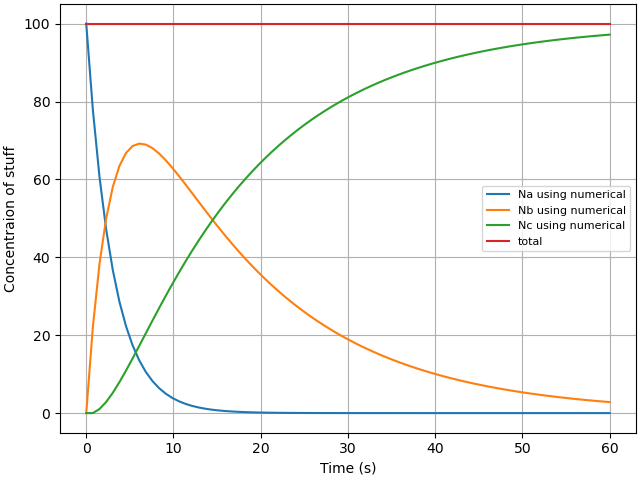 100
80
60
40
20
0
Concentraion of stuff
Na using numerical
Nb using numerical
Nc using numerical
total
0 10 20 30 40 50 60
Time (s)